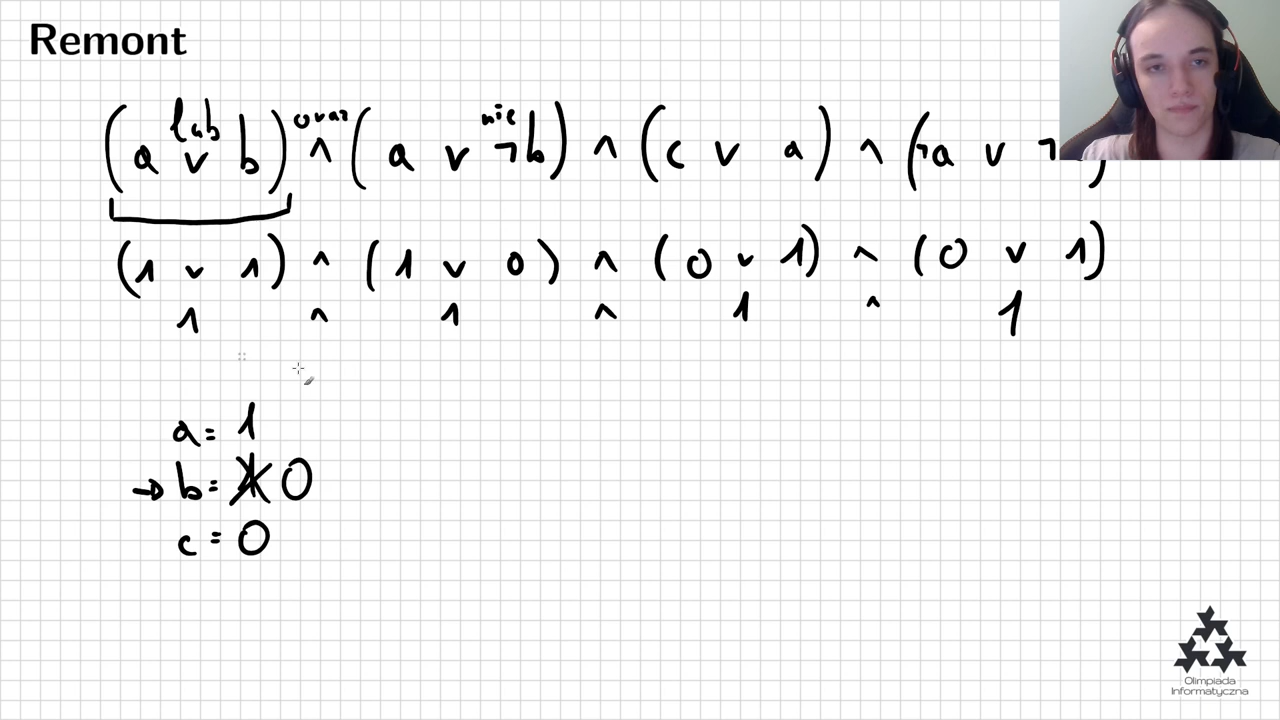 Remont
lub oraz nie
(a ∨ b) ∧ (a ∨ ¬b) ∧ (c ∨ a) ∧ (¬a ∨ ¬
(1 ∨ 1) ∧ (1 ∨ 0) ∧ (0 ∨ 1) ∧ (0 ∨ 1)
1 ∧ 1 ∧ 1 ∧ 1
a = 1
→ b = 1 0
c = 0
Olimpiada
Informatyczna